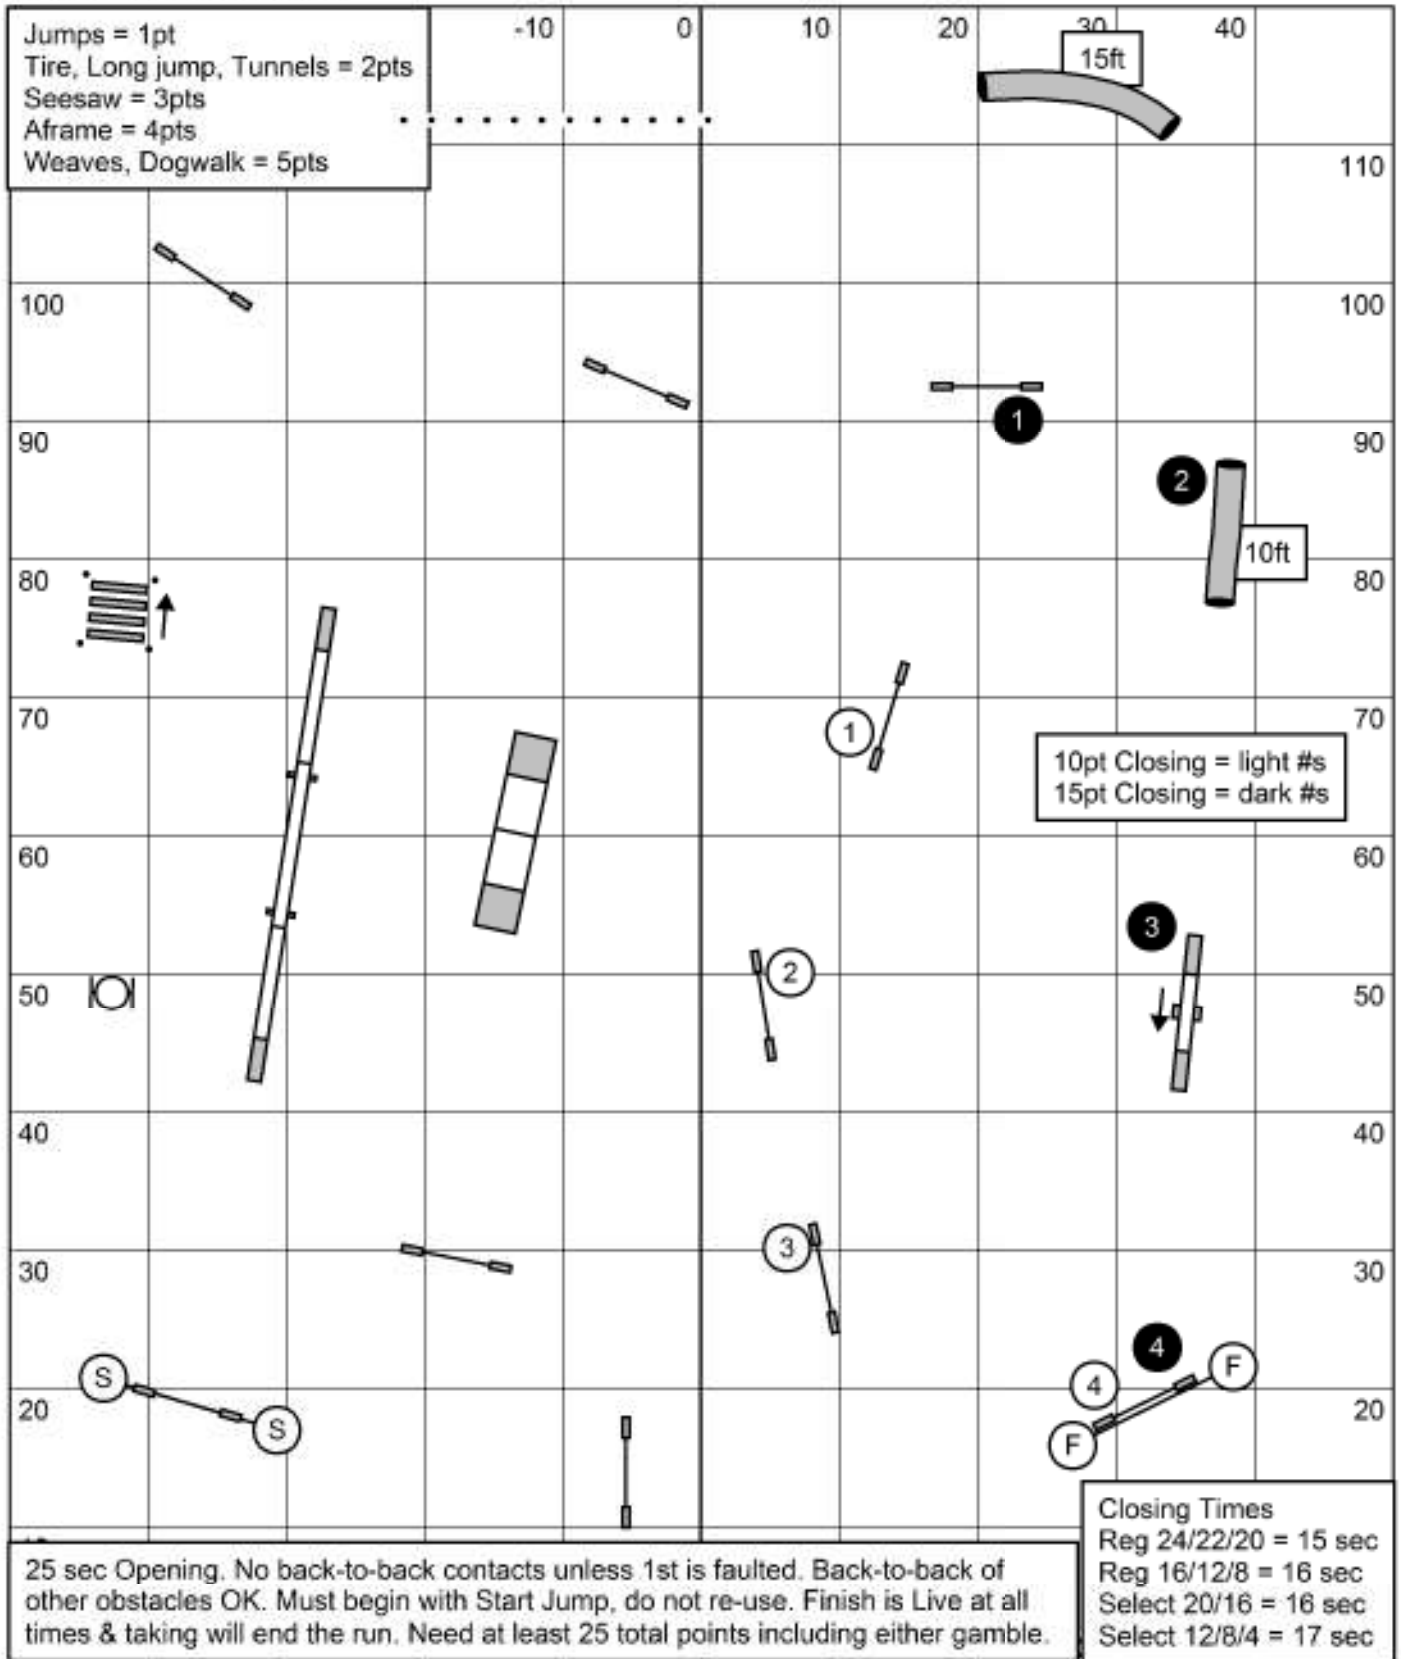 Jumps = 1pt
Tire, Long jump, Tunnels = 2pts
Seesaw = 3pts
Aframe = 4pts
Weaves, Dogwalk = 5pts
-10 0 10 20 30 40
15ft
110
100 100
1
90 90
2
10ft
80 80
1
70 70
10pt Closing = light #s
15pt Closing = dark #s
60 60
3
2
50 50
40 40
3
30 30
4
S F
4
20 20
S F
Closing Times
Reg 24/22/20 = 15 sec
Reg 16/12/8 = 16 sec
Select 20/16 = 16 sec
Select 12/8/4 = 17 sec
25 sec Opening. No back-to-back contacts unless 1st is faulted. Back-to-back of
other obstacles OK. Must begin with Start Jump, do not re-use. Finish is Live at all
times & taking will end the run. Need at least 25 total points including either gamble.